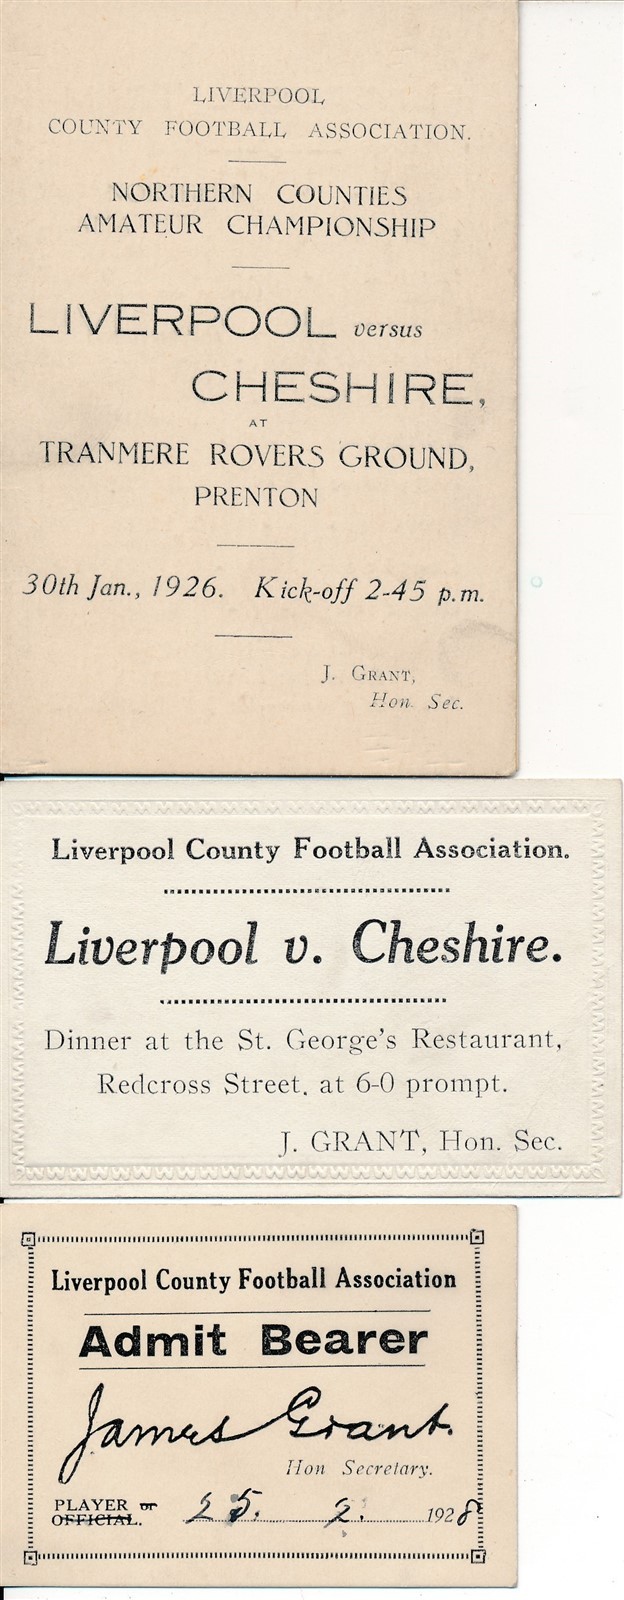 LIVERPOOL
COUNTY FOOTBALL ASSOCIATION.
NORTHERN COUNTIES
AMATEUR CHAMPIONSHIP
LIVERPOOL versus
CHESHIRE,
AT
TRANMERE ROVERS GROUND,
PRENTON
30th Jan., 1926. Kick-off 2-45 p.m.
J. GRANT,
Hon. Sec.
Liverpool County Football Association.
Liverpool v. Cheshire.
Dinner at the St. George's Restaurant,
Redcross Street, at 6-0 prompt.
J. GRANT, Hon. Sec.
Liverpool County Football Association
Admit Bearer
James Grant.
Hon Secretary.
PLAYER or
OFFICIAL. 25. 2. 1928